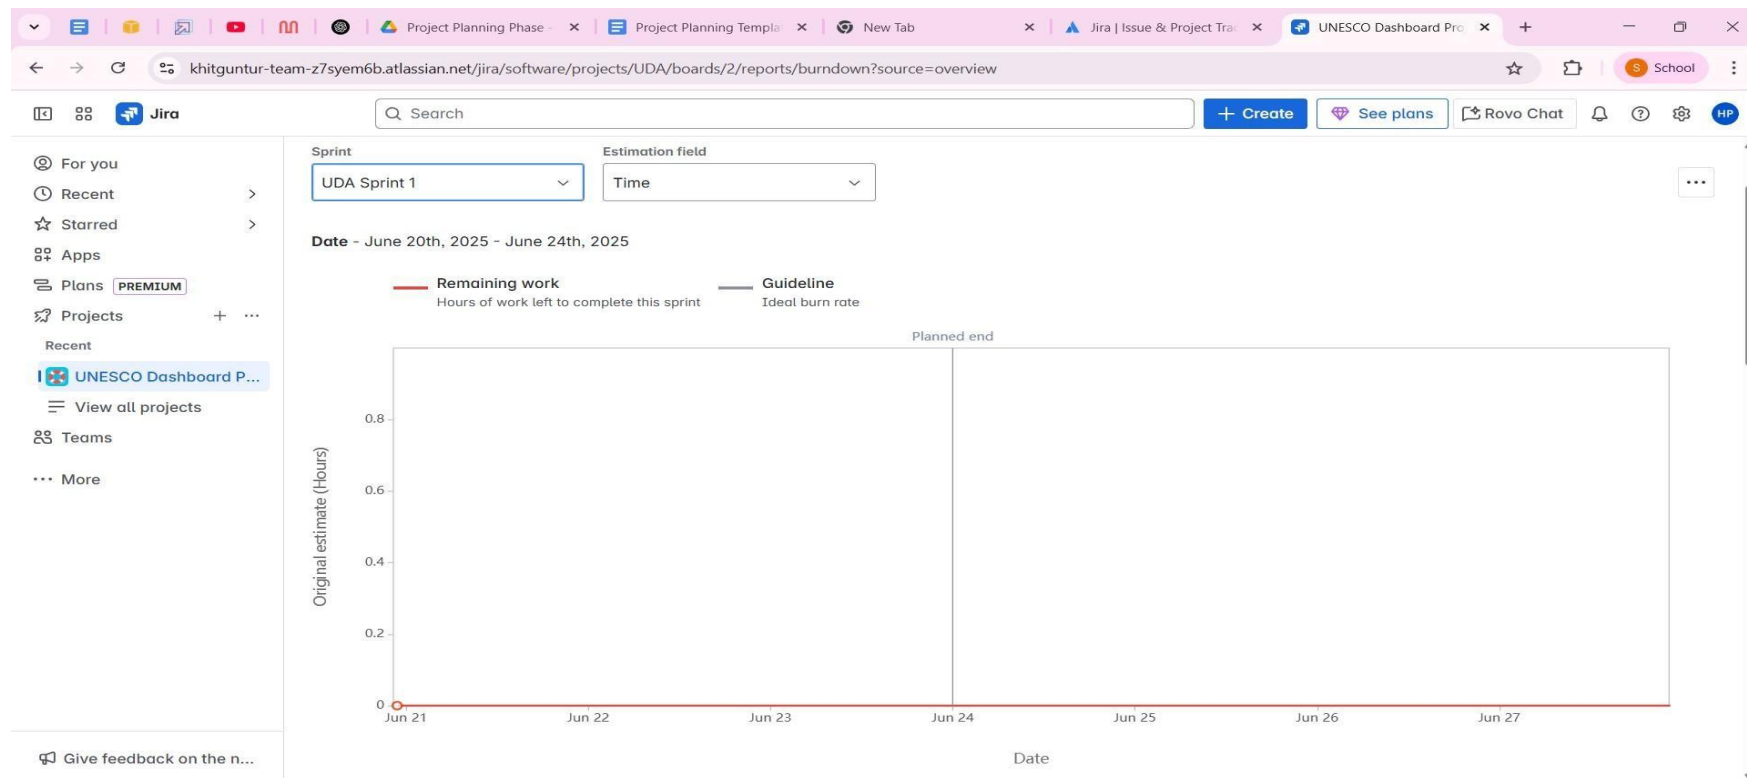 Project Planning Phase -
Project Planning Templa
New Tab
Jira | Issue & Project Trac
UNESCO Dashboard Pro
khitguntur-team-z7syem6b.atlassian.net/jira/software/projects/UDA/boards/2/reports/burndown?source=overview
S School
Jira
Search
+ Create
See plans
Rovo Chat
HP
For you
Recent
Starred
Apps
Plans PREMIUM
Projects
Recent
UNESCO Dashboard P...
View all projects
Teams
More
Give feedback on the n...
Sprint
Estimation field
UDA Sprint 1
Time
Date - June 20th, 2025 - June 24th, 2025
Remaining work
Hours of work left to complete this sprint
Guideline
Ideal burn rate
Planned end
Original estimate (Hours)
0.8
0.6
0.4
0.2
0
Jun 21
Jun 22
Jun 23
Jun 24
Jun 25
Jun 26
Jun 27
Date